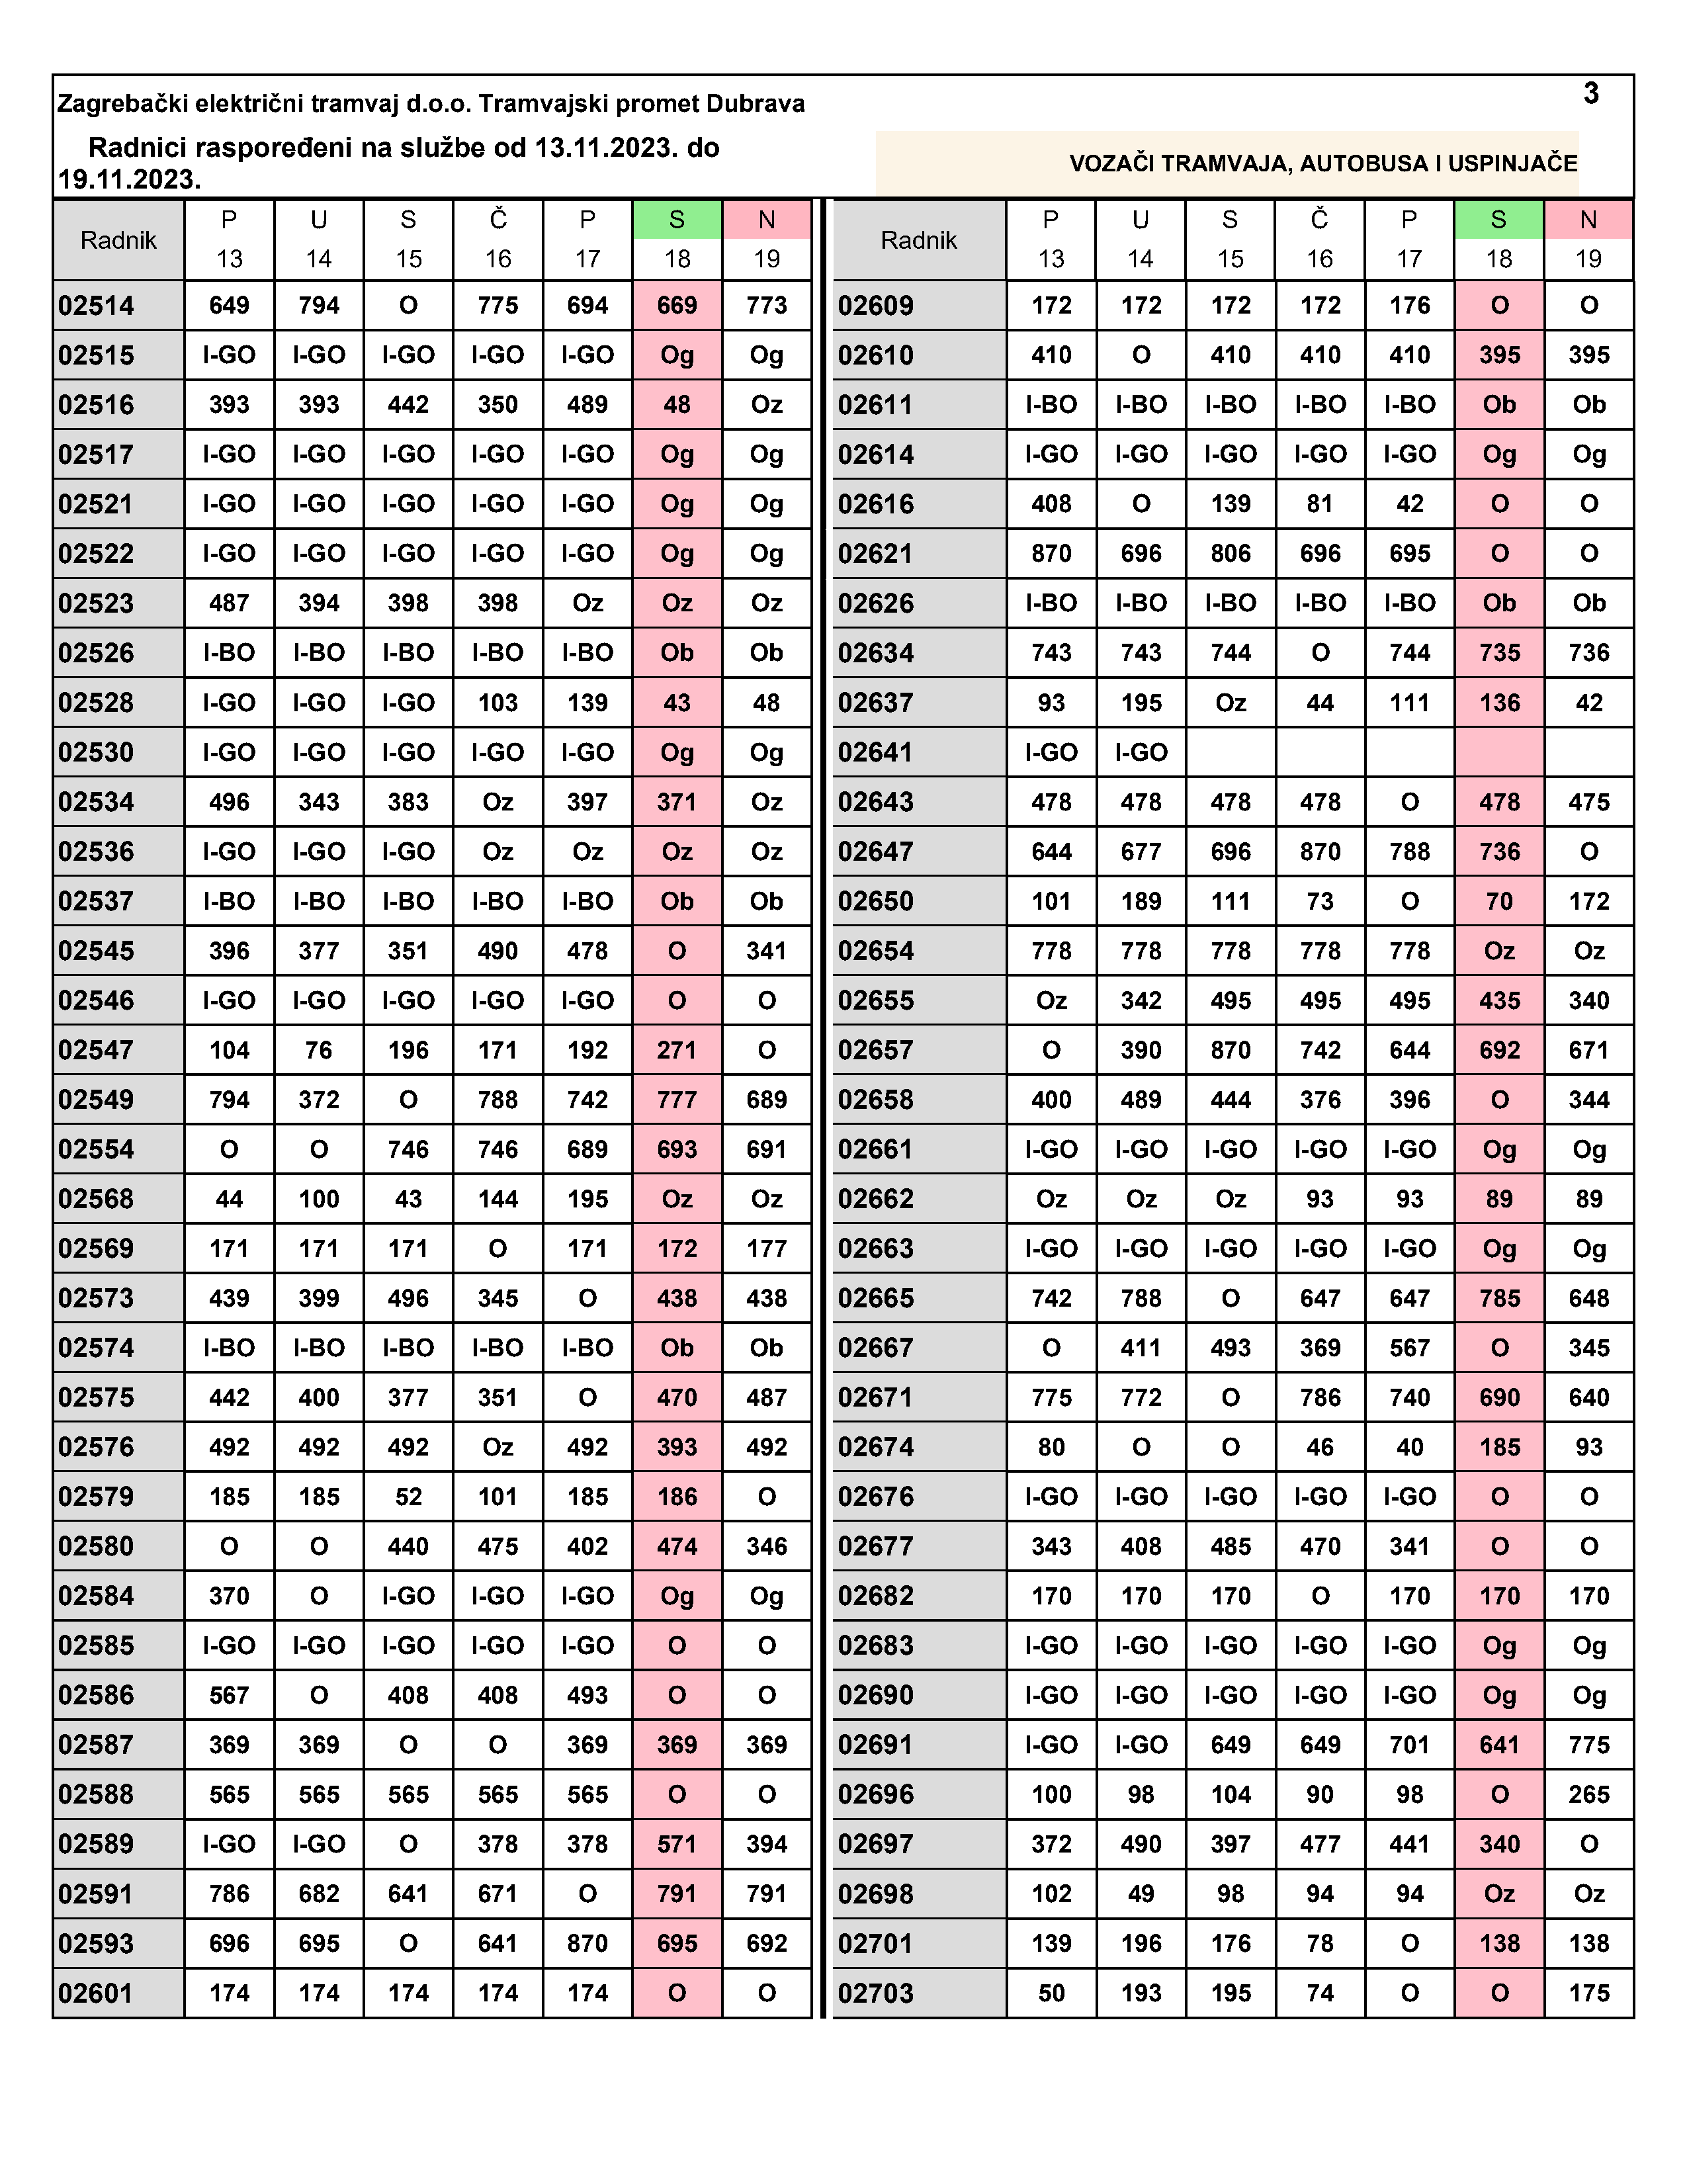 3
Zagrebački električni tramvaj d.o.o. Tramvajski promet Dubrava
Radnici raspoređeni na službe od 13.11.2023. do
19.11.2023.
VOZAČI TRAMVAJA, AUTOBUSA I USPINJAČE
Radnik P U S Č P S N Radnik P U S Č P S N
13 14 15 16 17 18 19 13 14 15 16 17 18 19
02514 649 794 O 775 694 669 773 02609 172 172 172 172 176 O O
02515 I-GO I-GO I-GO I-GO I-GO Og Og 02610 410 O 410 410 410 395 395
02516 393 393 442 350 489 48 Oz 02611 I-BO I-BO I-BO I-BO I-BO Ob Ob
02517 I-GO I-GO I-GO I-GO I-GO Og Og 02614 I-GO I-GO I-GO I-GO I-GO Og Og
02521 I-GO I-GO I-GO I-GO I-GO Og Og 02616 408 O 139 81 42 O O
02522 I-GO I-GO I-GO I-GO I-GO Og Og 02621 870 696 806 696 695 O O
02523 487 394 398 398 Oz Oz Oz 02626 I-BO I-BO I-BO I-BO I-BO Ob Ob
02526 I-BO I-BO I-BO I-BO I-BO Ob Ob 02634 743 743 744 O 744 735 736
02528 I-GO I-GO I-GO 103 139 43 48 02637 93 195 Oz 44 111 136 42
02530 I-GO I-GO I-GO I-GO I-GO Og Og 02641 I-GO I-GO
02534 496 343 383 Oz 397 371 Oz 02643 478 478 478 478 O 478 475
02536 I-GO I-GO I-GO Oz Oz Oz Oz 02647 644 677 696 870 788 736 O
02537 I-BO I-BO I-BO I-BO I-BO Ob Ob 02650 101 189 111 73 O 70 172
02545 396 377 351 490 478 O 341 02654 778 778 778 778 778 Oz Oz
02546 I-GO I-GO I-GO I-GO I-GO O O 02655 Oz 342 495 495 495 435 340
02547 104 76 196 171 192 271 O 02657 O 390 870 742 644 692 671
02549 794 372 O 788 742 777 689 02658 400 489 444 376 396 O 344
02554 O O 746 746 689 693 691 02661 I-GO I-GO I-GO I-GO I-GO Og Og
02568 44 100 43 144 195 Oz Oz 02662 Oz Oz Oz 93 93 89 89
02569 171 171 171 O 171 172 177 02663 I-GO I-GO I-GO I-GO I-GO Og Og
02573 439 399 496 345 O 438 438 02665 742 788 O 647 647 785 648
02574 I-BO I-BO I-BO I-BO I-BO Ob Ob 02667 O 411 493 369 567 O 345
02575 442 400 377 351 O 470 487 02671 775 772 O 786 740 690 640
02576 492 492 492 Oz 492 393 492 02674 80 O O 46 40 185 93
02579 185 185 52 101 185 186 O 02676 I-GO I-GO I-GO I-GO I-GO O O
02580 O O 440 475 402 474 346 02677 343 408 485 470 341 O O
02584 370 O I-GO I-GO I-GO Og Og 02682 170 170 170 O 170 170 170
02585 I-GO I-GO I-GO I-GO I-GO O O 02683 I-GO I-GO I-GO I-GO I-GO Og Og
02586 567 O 408 408 493 O O 02690 I-GO I-GO I-GO I-GO I-GO Og Og
02587 369 369 O O 369 369 369 02691 I-GO I-GO 649 649 701 641 775
02588 565 565 565 565 565 O O 02696 100 98 104 90 98 O 265
02589 I-GO I-GO O 378 378 571 394 02697 372 490 397 477 441 340 O
02591 786 682 641 671 O 791 791 02698 102 49 98 94 94 Oz Oz
02593 696 695 O 641 870 695 692 02701 139 196 176 78 O 138 138
02601 174 174 174 174 174 O O 02703 50 193 195 74 O O 175